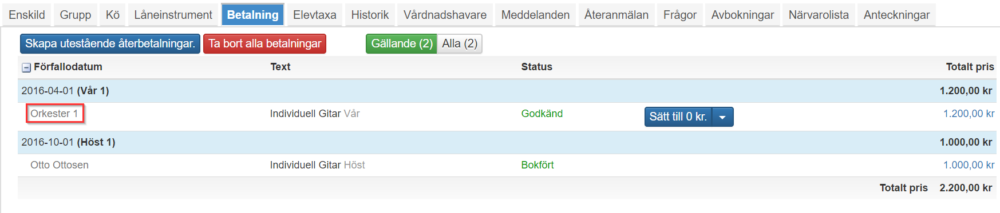 Enskild Grupp Kö Låneinstrument Betalning Elevtaxa Historik Vårdnadshavare Meddelanden Återanmälan Frågor Avbokningar Närvarolista Anteckningar
Skapa utestående återbetalningar. Ta bort alla betalningar Gällande (2) Alla (2)
Förfallodatum Text Status Totalt pris
2016-04-01 (Vår 1) 1.200,00 kr
Orkester 1 Individuell Gitar Vår Godkänd Sätt till 0 kr. 1.200,00 kr
2016-10-01 (Höst 1) 1.000,00 kr
Otto Ottosen Individuell Gitar Höst Bokfört 1.000,00 kr
Totalt pris 2.200,00 kr